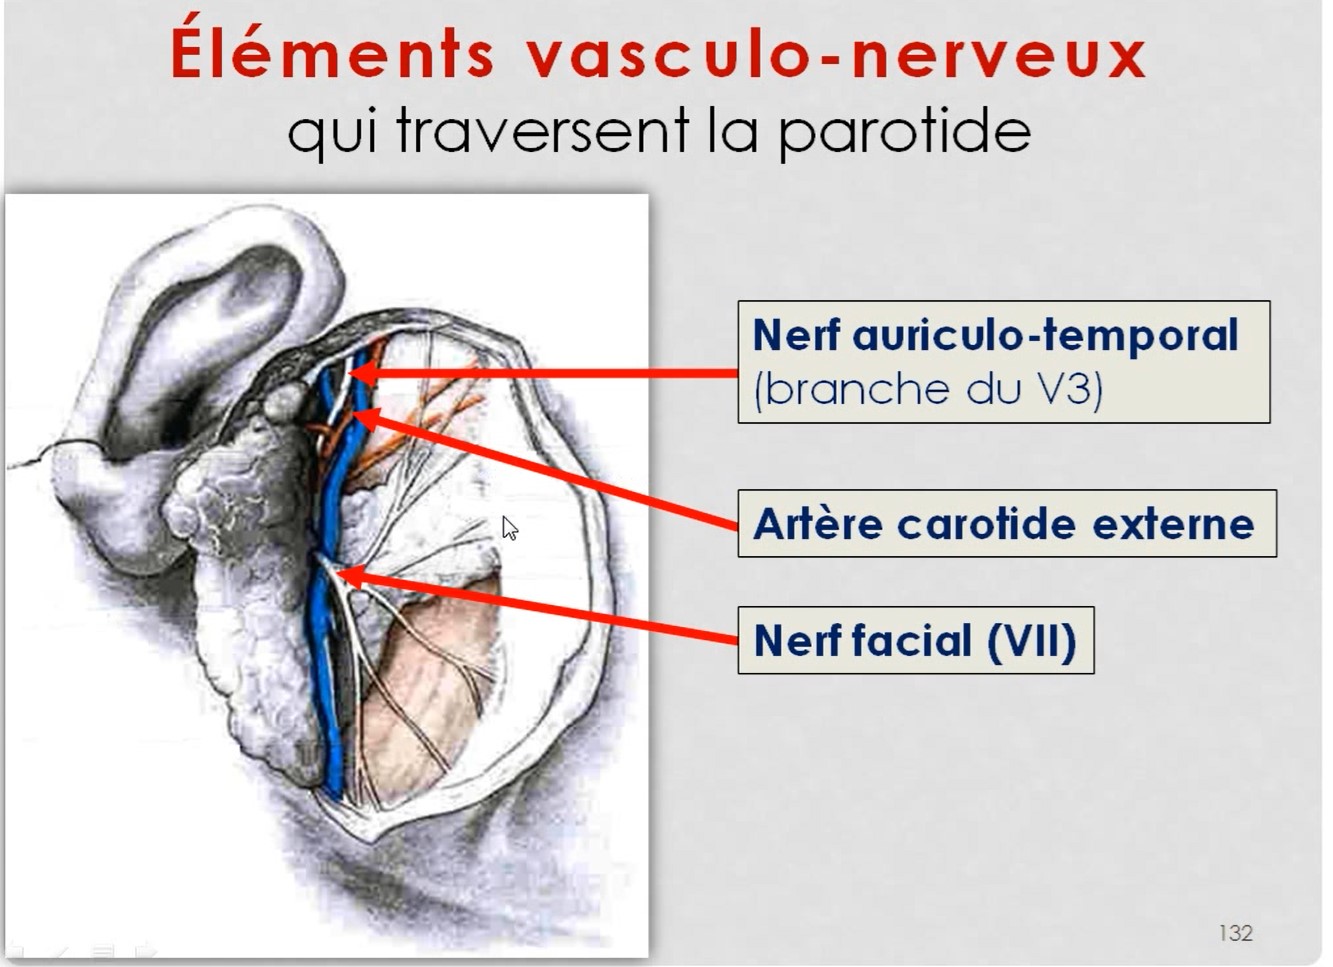 Éléments vasculo-nerveux
qui traversent la parotide
Nerf auriculo-temporal
(branche du V3)
Artère carotide externe
Nerf facial (VII)
132